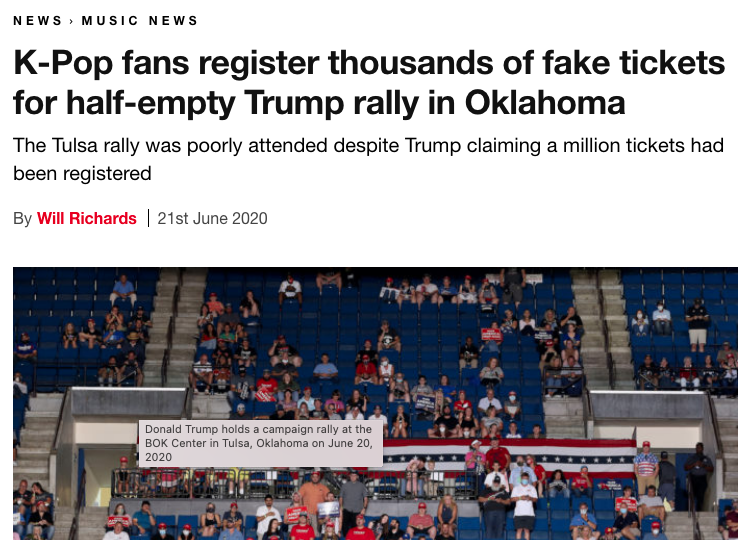 NEWS › MUSIC NEWS
K-Pop fans register thousands of fake tickets
for half-empty Trump rally in Oklahoma
The Tulsa rally was poorly attended despite Trump claiming a million tickets had
been registered
By Will Richards | 21st June 2020
Donald Trump holds a campaign rally at the
BOK Center in Tulsa, Oklahoma on June 20,
2020